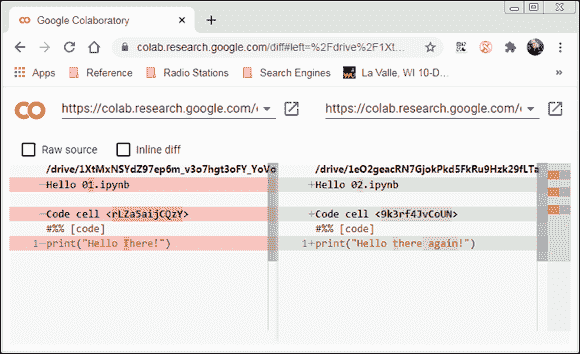 Google Colaboratory
colab.research.google.com/diff#left=%2Fdrive%2F1Xt...
Apps Reference Radio Stations Search Engines La Valle, WI 10-D...
https://colab.research.google.com/ https://colab.research.google.com/
Raw source Inline diff
/drive/1XtMxNSYdZ97ep6m_v3o7hgt3oFY_YoVo /drive/1eO2geacRN7GjokPkd5FkRu9Hzk29fLTa
-Hello 01.ipynb +Hello 02.ipynb
-Code cell <rLZa5aijCQzY> +Code cell <9k3rf4JvCoUN>
#%% [code] #%% [code]
1-print("Hello There!") 1+print("Hello there again!")